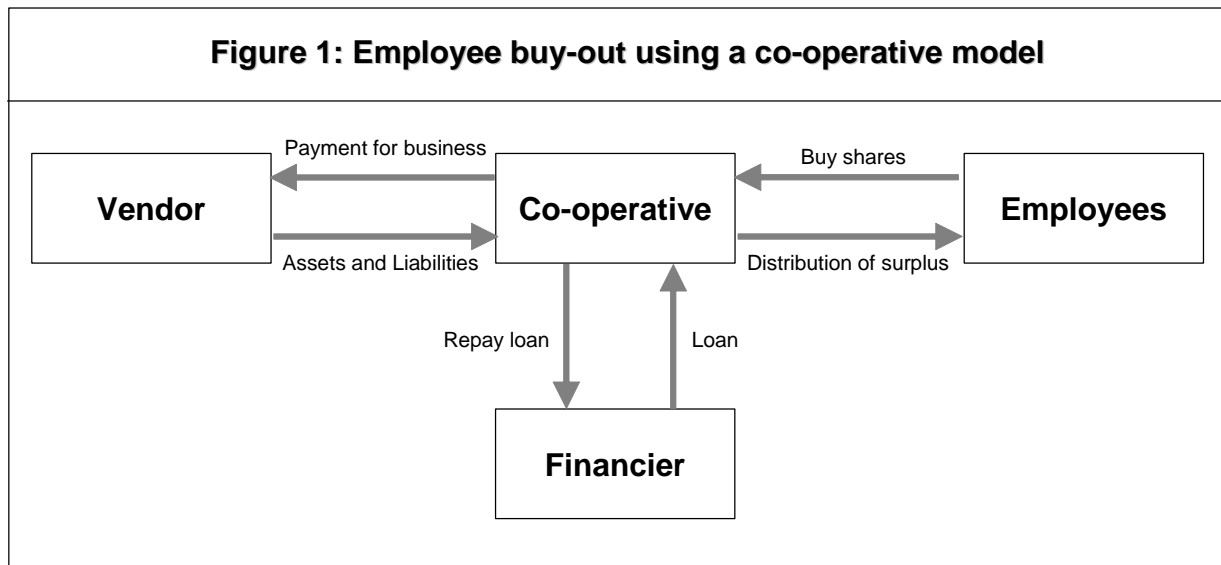 Figure 1: Employee buy-out using a co-operative model
Payment for business
Buy shares
Vendor
Co-operative
Employees
Assets and Liabilities
Distribution of surplus
Repay loan
Loan
Financier